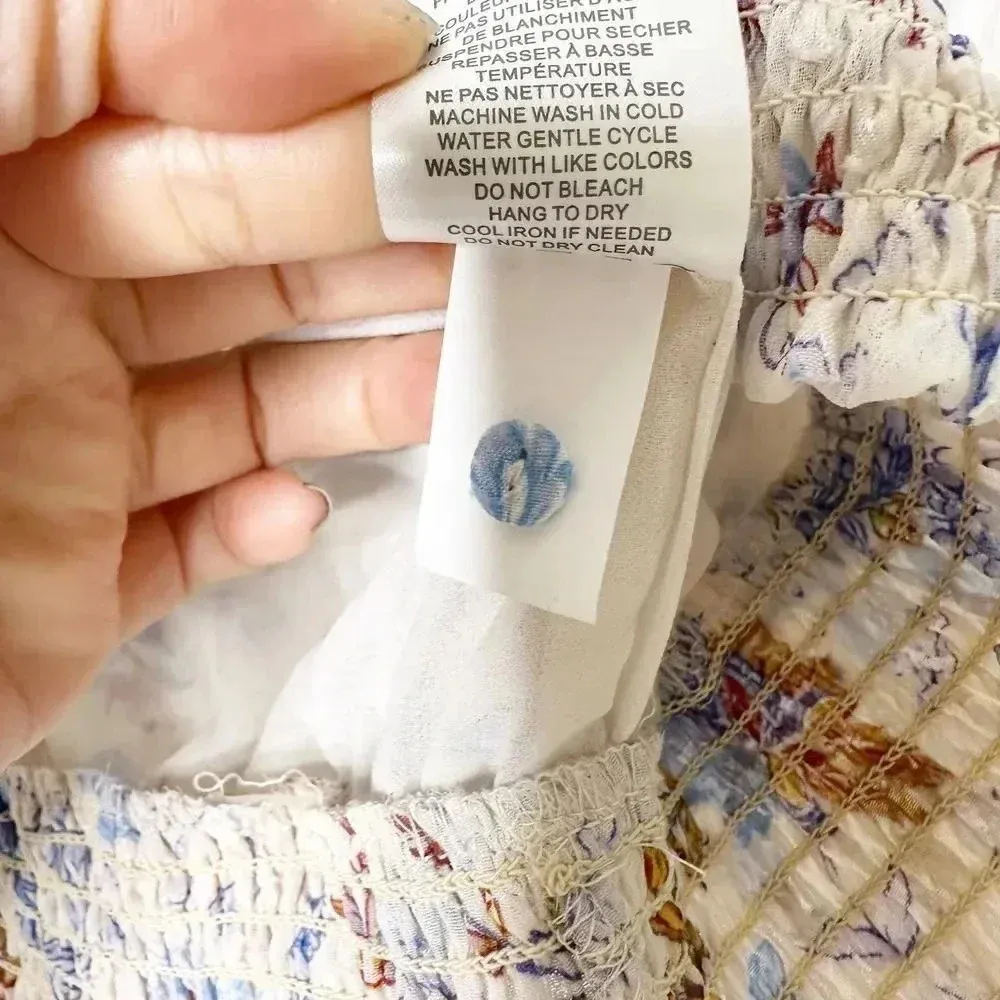 NE PAS UTILISER
DE BLANCHIMENT
SUSPENDRE POUR SECHER
REPASSER À BASSE
TEMPÉRATURE
NE PAS NETTOYER À SEC
MACHINE WASH IN COLD
WATER GENTLE CYCLE
WASH WITH LIKE COLORS
DO NOT BLEACH
HANG TO DRY
COOL IRON IF NEEDED
DO NOT DRY CLEAN